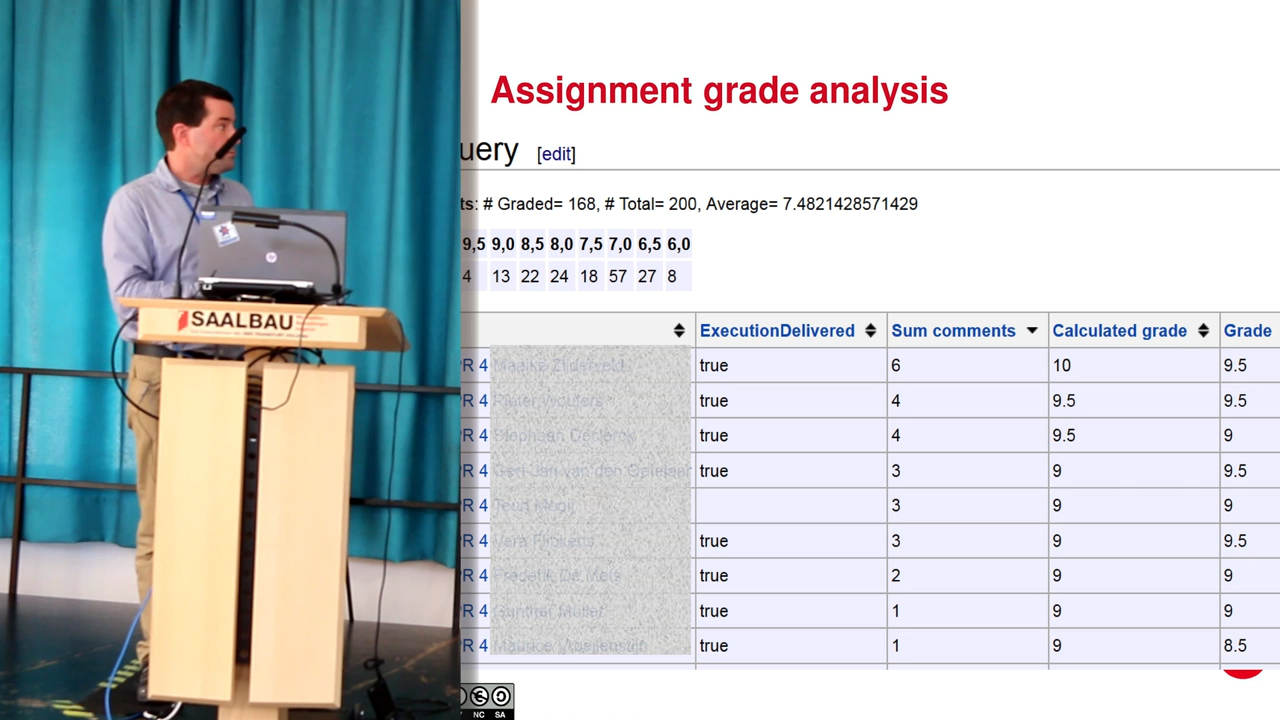 Assignment grade analysis
uery [edit]
ts: # Graded= 168, # Total= 200, Average= 7.4821428571429
9,5 9,0 8,5 8,0 7,5 7,0 6,5 6,0
4 13 22 24 18 57 27 8
ExecutionDelivered Sum comments Calculated grade Grade
R 4 true 6 10 9.5
R 4 true 4 9.5 9.5
R 4 true 4 9.5 9
R 4 true 3 9 9.5
R 4 3 9 9
R 4 true 3 9 9.5
R 4 true 2 9 9
R 4 true 1 9 9
R 4 true 1 9 8.5
NC SA
hp
SAALBAU